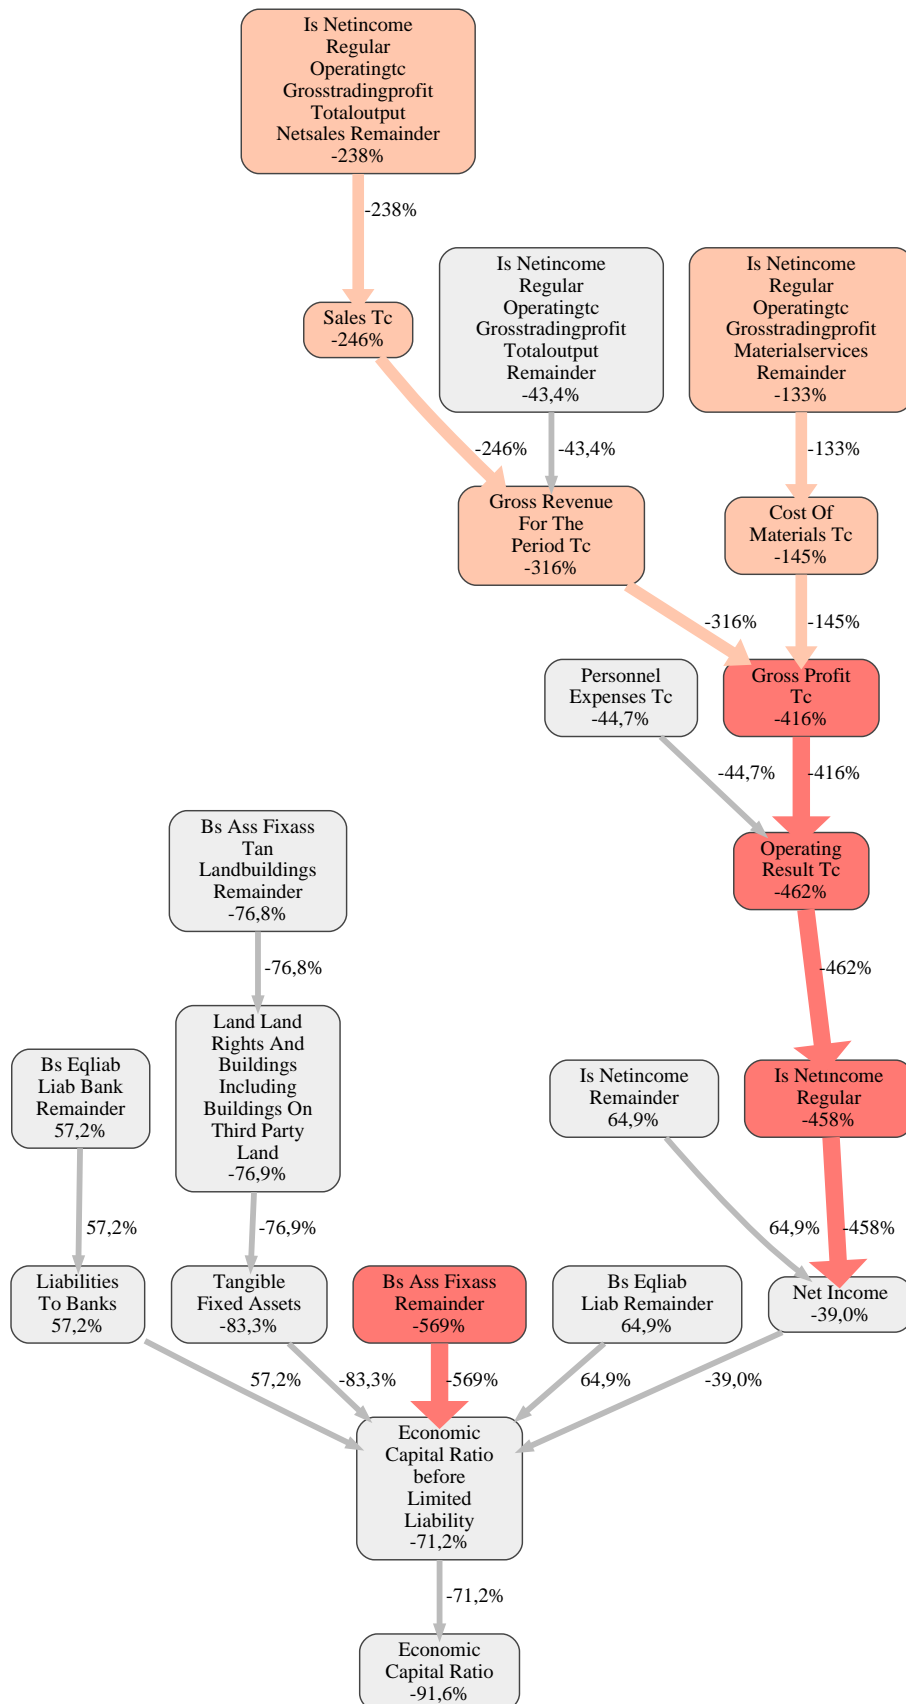 Is Netincome
Regular
Operatingtc
Grosstradingprofit
Totaloutput
Netsales Remainder
-238%
-238%
Sales Tc
-246%
Is Netincome
Regular
Operatingtc
Grosstradingprofit
Totaloutput
Remainder
-43,4%
Is Netincome
Regular
Operatingtc
Grosstradingprofit
Materialservices
Remainder
-133%
-246%
-43,4%
-133%
Gross Revenue
For The
Period Tc
-316%
Cost Of
Materials Tc
-145%
-316%
-145%
Personnel
Expenses Tc
-44,7%
Gross Profit
Tc
-416%
-44,7%
-416%
Bs Ass Fixass
Tan
Landbuildings
Remainder
-76,8%
Operating
Result Tc
-462%
-76,8%
-462%
Bs Eqliab
Liab Bank
Remainder
57,2%
Land Land
Rights And
Buildings
Including
Buildings On
Third Party
Land
-76,9%
Is Netincome
Remainder
64,9%
Is Netincome
Regular
-458%
57,2%
-76,9%
64,9%
-458%
Liabilities
To Banks
57,2%
Tangible
Fixed Assets
-83,3%
Bs Ass Fixass
Remainder
-569%
Bs Eqliab
Liab Remainder
64,9%
Net Income
-39,0%
57,2%
-83,3%
-569%
64,9%
-39,0%
Economic
Capital Ratio
before
Limited
Liability
-71,2%
-71,2%
Economic
Capital Ratio
-91,6%